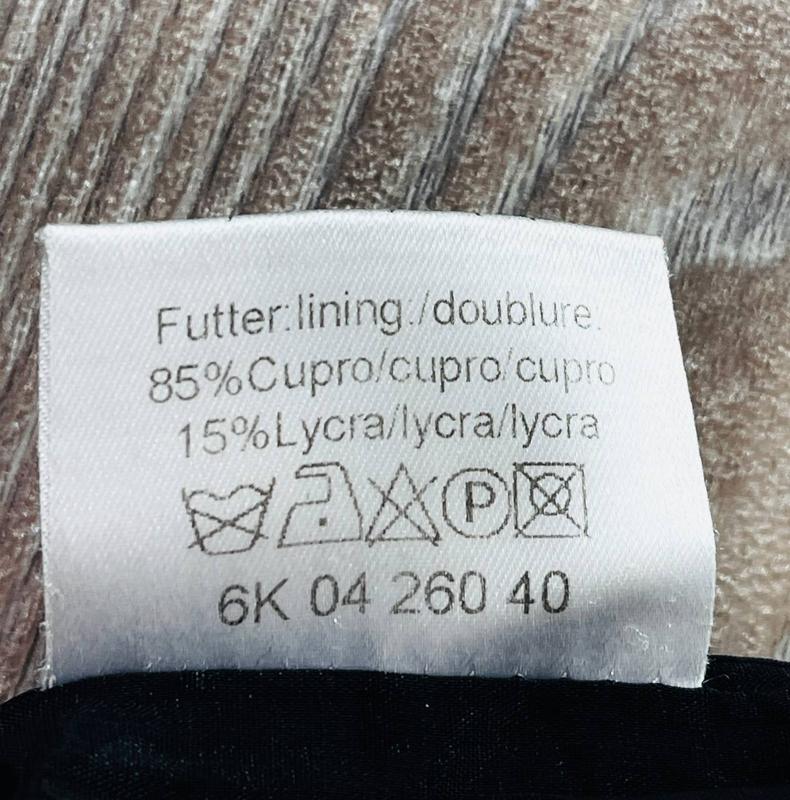 Futter:lining:/doublure:
85%Cupro/cupro/cupro
15%Lycra/lycra/lycra
P
6K 04 260 40